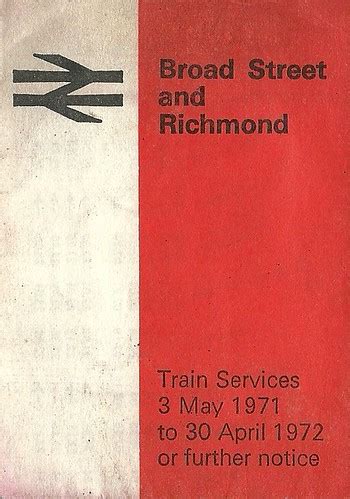 Broad Street
and
Richmond
Train Services
3 May 1971
to 30 April 1972
or further notice